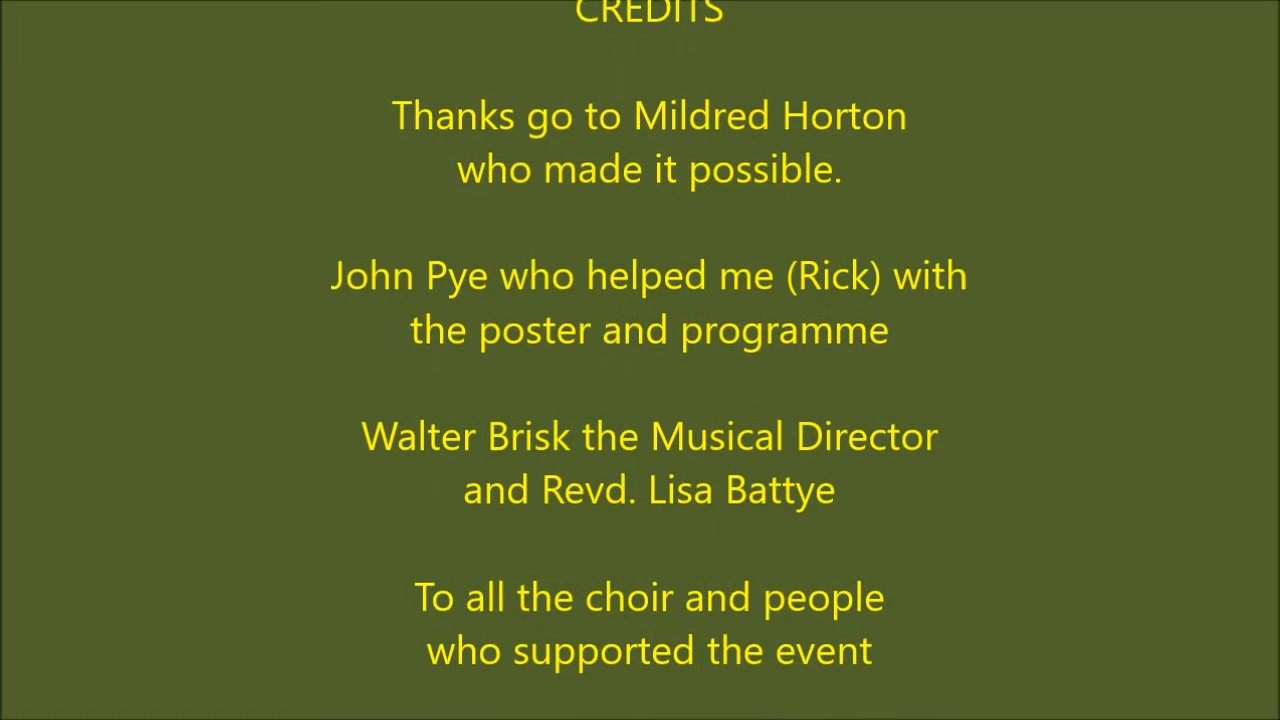 CREDITS
Thanks go to Mildred Horton
who made it possible.
John Pye who helped me (Rick) with
the poster and programme
Walter Brisk the Musical Director
and Revd. Lisa Battye
To all the choir and people
who supported the event